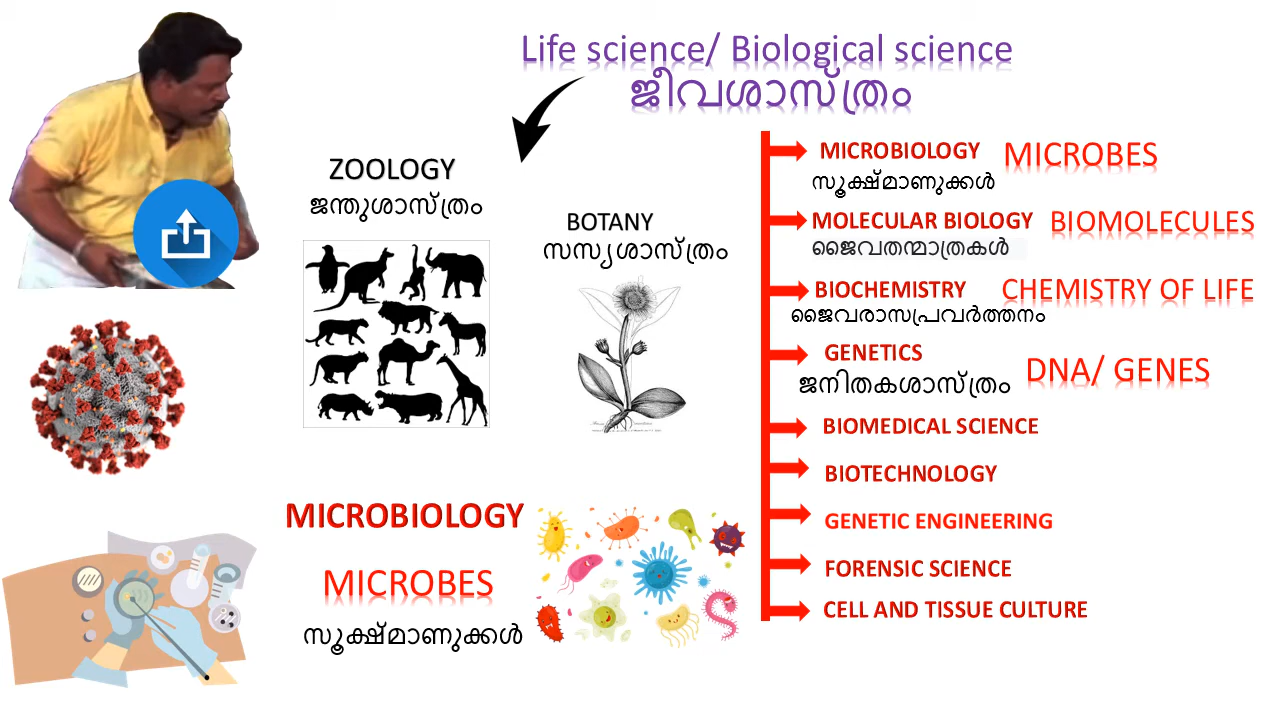 Life science/ Biological science
ജീവശാസ്ത്രം
ZOOLOGY
ജന്തുശാസ്ത്രം
BOTANY
സസ്യശാസ്ത്രം
MICROBIOLOGY
MICROBES
സൂക്ഷ്മാണുക്കൾ
MICROBIOLOGY MICROBES
സൂക്ഷ്മാണുക്കൾ
MOLECULAR BIOLOGY BIOMOLECULES
ജൈവതന്മാത്രകൾ
BIOCHEMISTRY CHEMISTRY OF LIFE
ജൈവരാസപ്രവർത്തനം
GENETICS DNA/ GENES
ജനിതകശാസ്ത്രം
BIOMEDICAL SCIENCE
BIOTECHNOLOGY
GENETIC ENGINEERING
FORENSIC SCIENCE
CELL AND TISSUE CULTURE